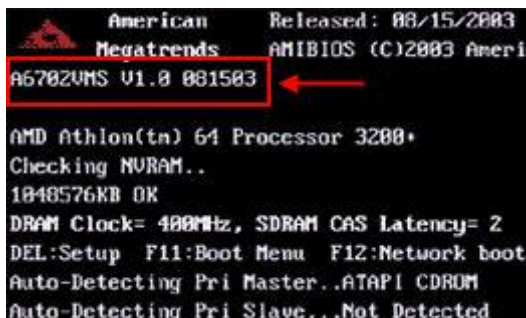 American Released: 08/15/2003
Megatrends AMIBIOS (C)2003 Ameri
A6702VMS V1.0 081503
AMD Athlon(tm) 64 Processor 3200+
Checking NVRAM..
1048576KB OK
DRAM Clock= 400MHz, SDRAM CAS Latency= 2
DEL:Setup F11:Boot Menu F12:Network boot
Auto-Detecting Pri Master..ATAPI CDROM
Auto-Detecting Pri Slave...Not Detected